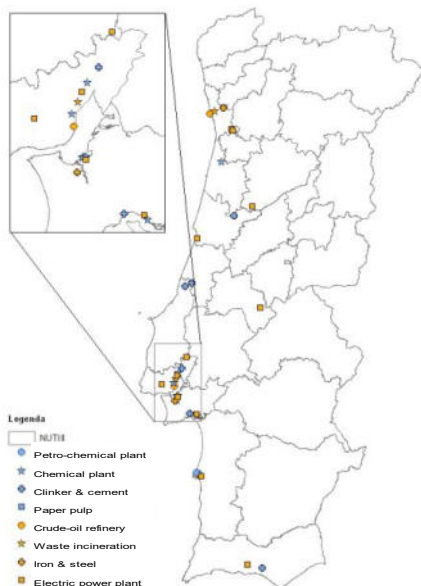 Legenda
NUTIII
Petro-chemical plant
Chemical plant
Clinker & cement
Paper pulp
Crude-oil refinery
Waste incineration
Iron & steel
Electric power plant